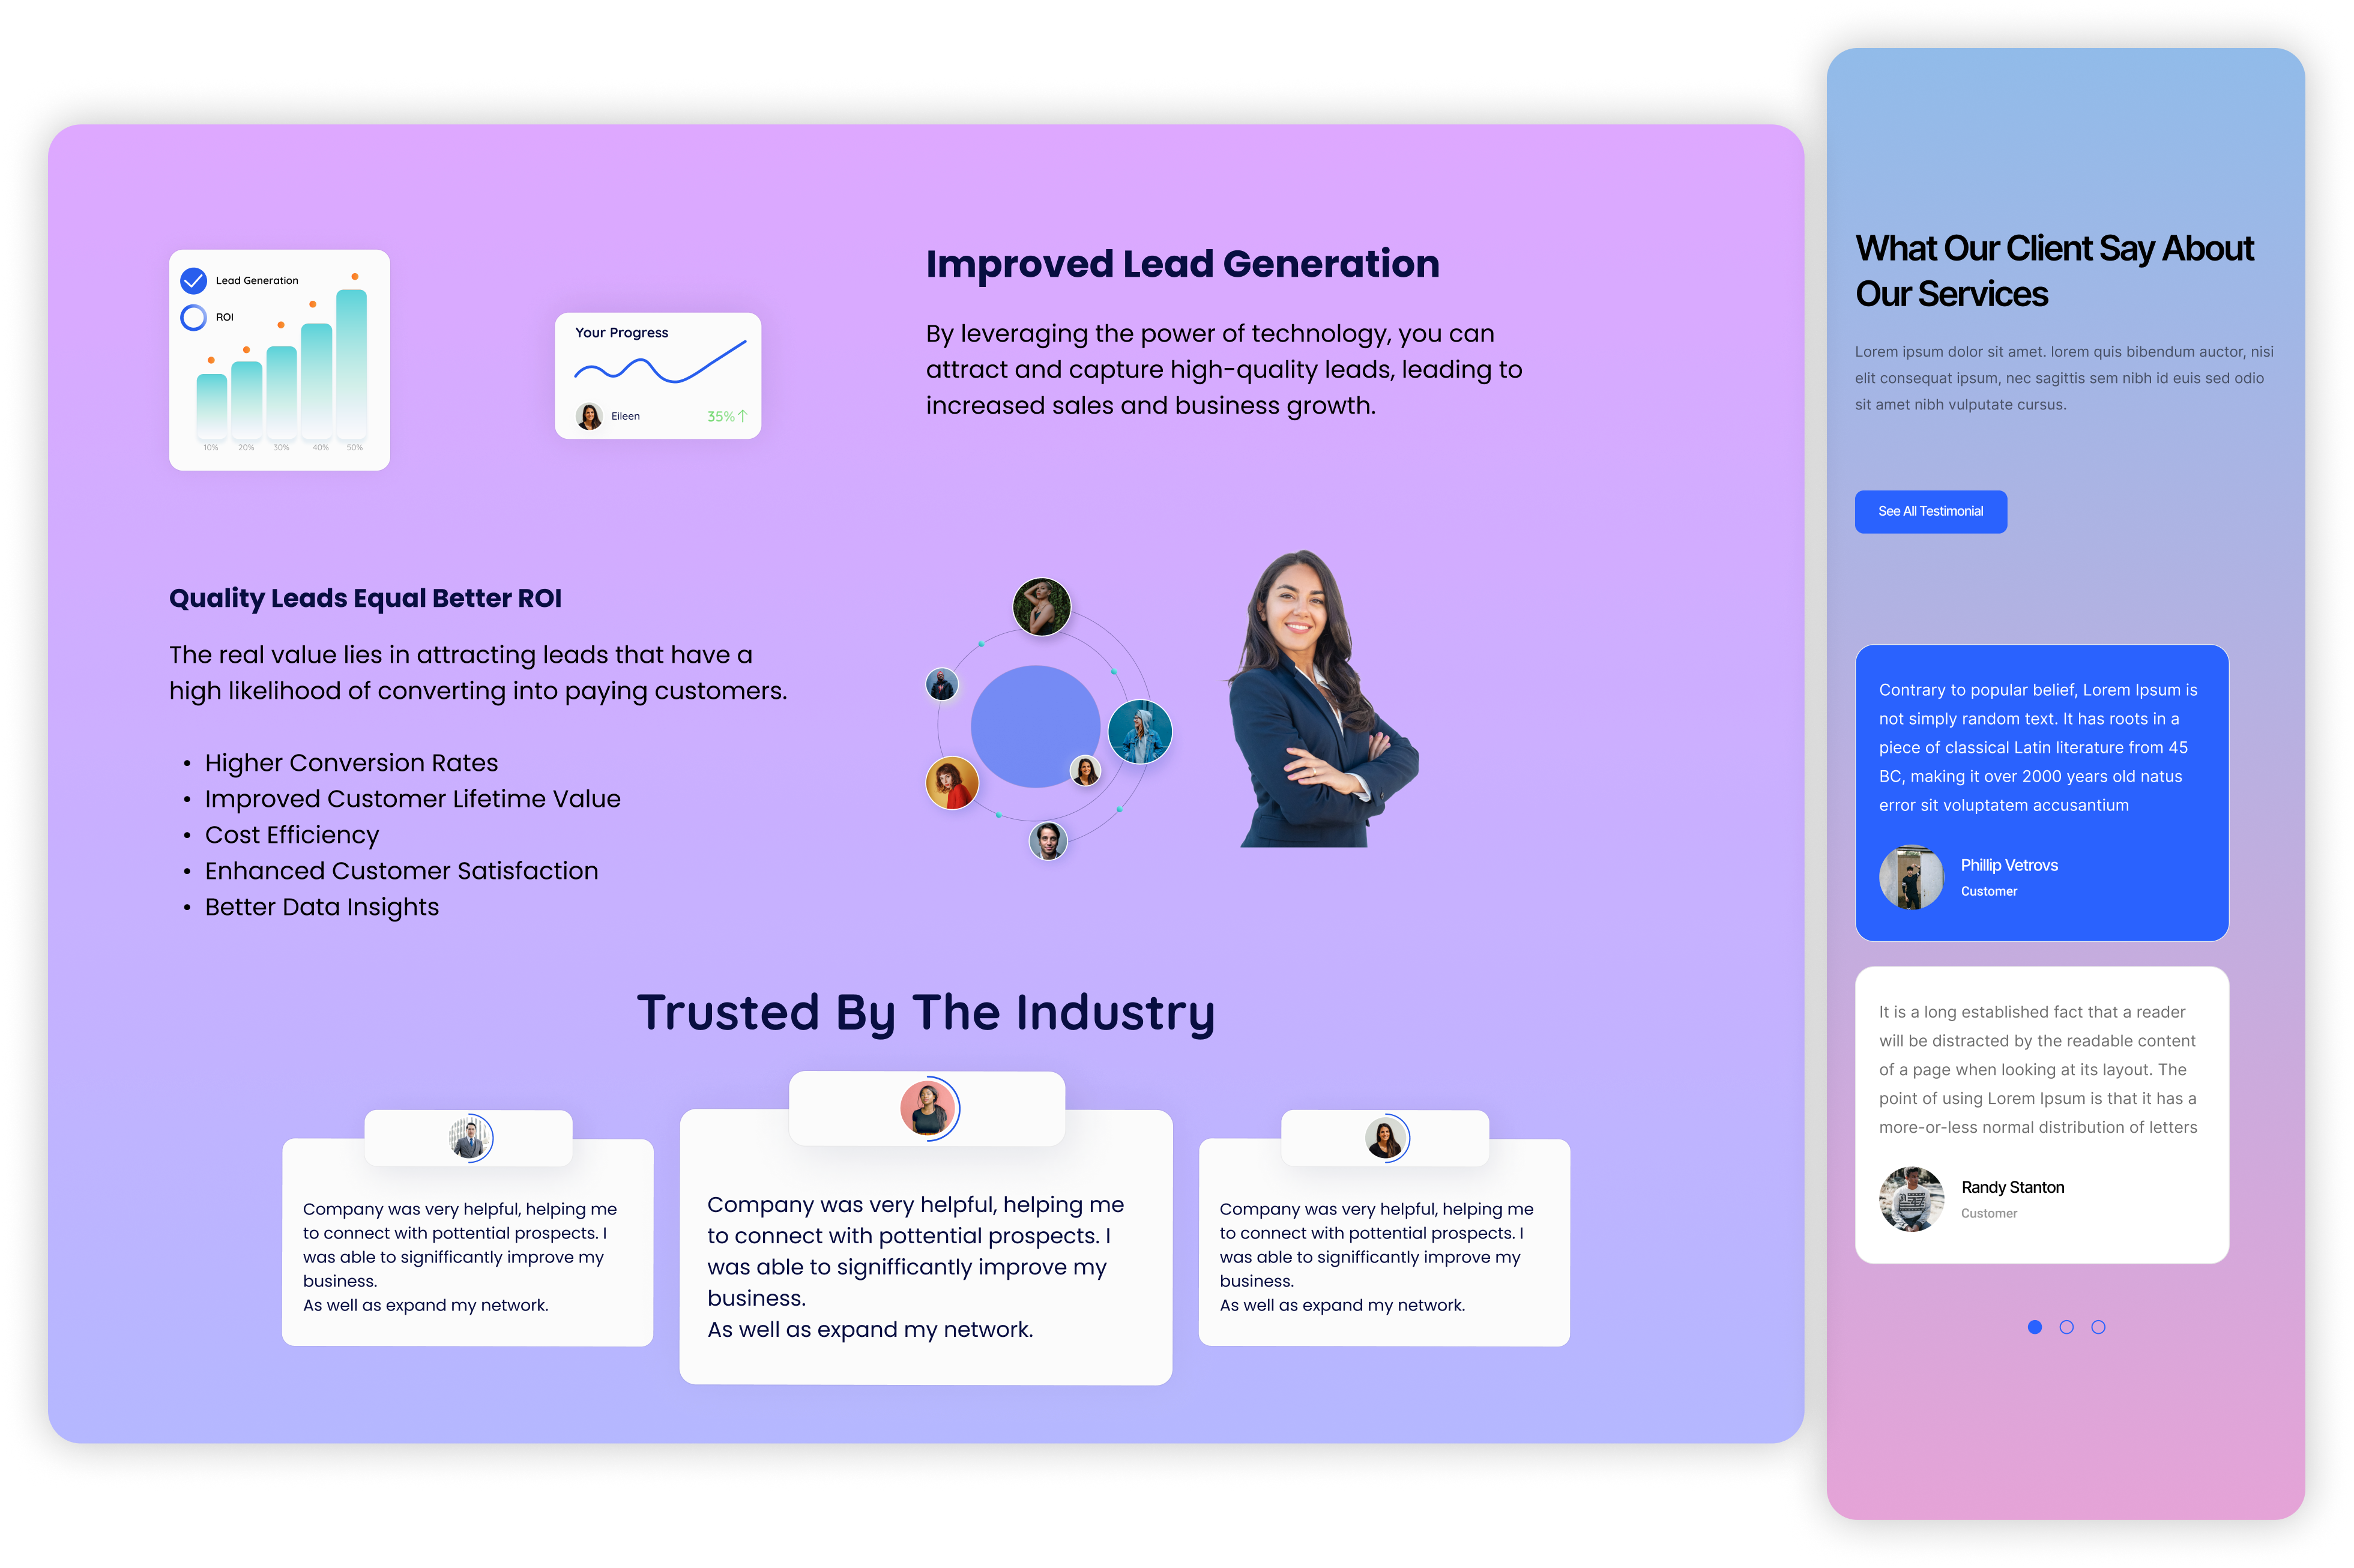 Lead Generation
ROI
10% 20% 30% 40% 50%
Your Progress
Eileen
35%
Improved Lead Generation
By leveraging the power of technology, you can
attract and capture high-quality leads, leading to
increased sales and business growth.
Quality Leads Equal Better ROI
The real value lies in attracting leads that have a
high likelihood of converting into paying customers.
• Higher Conversion Rates
• Improved Customer Lifetime Value
• Cost Efficiency
• Enhanced Customer Satisfaction
• Better Data Insights
Trusted By The Industry
Company was very helpful, helping me
to connect with pottential prospects. I
was able to signifficantly improve my
business.
As well as expand my network.
Company was very helpful, helping me
to connect with pottential prospects. I
was able to signifficantly improve my
business.
As well as expand my network.
Company was very helpful, helping me
to connect with pottential prospects. I
was able to signifficantly improve my
business.
As well as expand my network.
What Our Client Say About
Our Services
Lorem ipsum dolor sit amet. lorem quis bibendum auctor, nisi
elit consequat ipsum, nec sagittis sem nibh id euis sed odio
sit amet nibh vulputate cursus.
See All Testimonial
Contrary to popular belief, Lorem Ipsum is
not simply random text. It has roots in a
piece of classical Latin literature from 45
BC, making it over 2000 years old natus
error sit voluptatem accusantium
Phillip Vetrovs
Customer
It is a long established fact that a reader
will be distracted by the readable content
of a page when looking at its layout. The
point of using Lorem Ipsum is that it has a
more-or-less normal distribution of letters
Randy Stanton
Customer